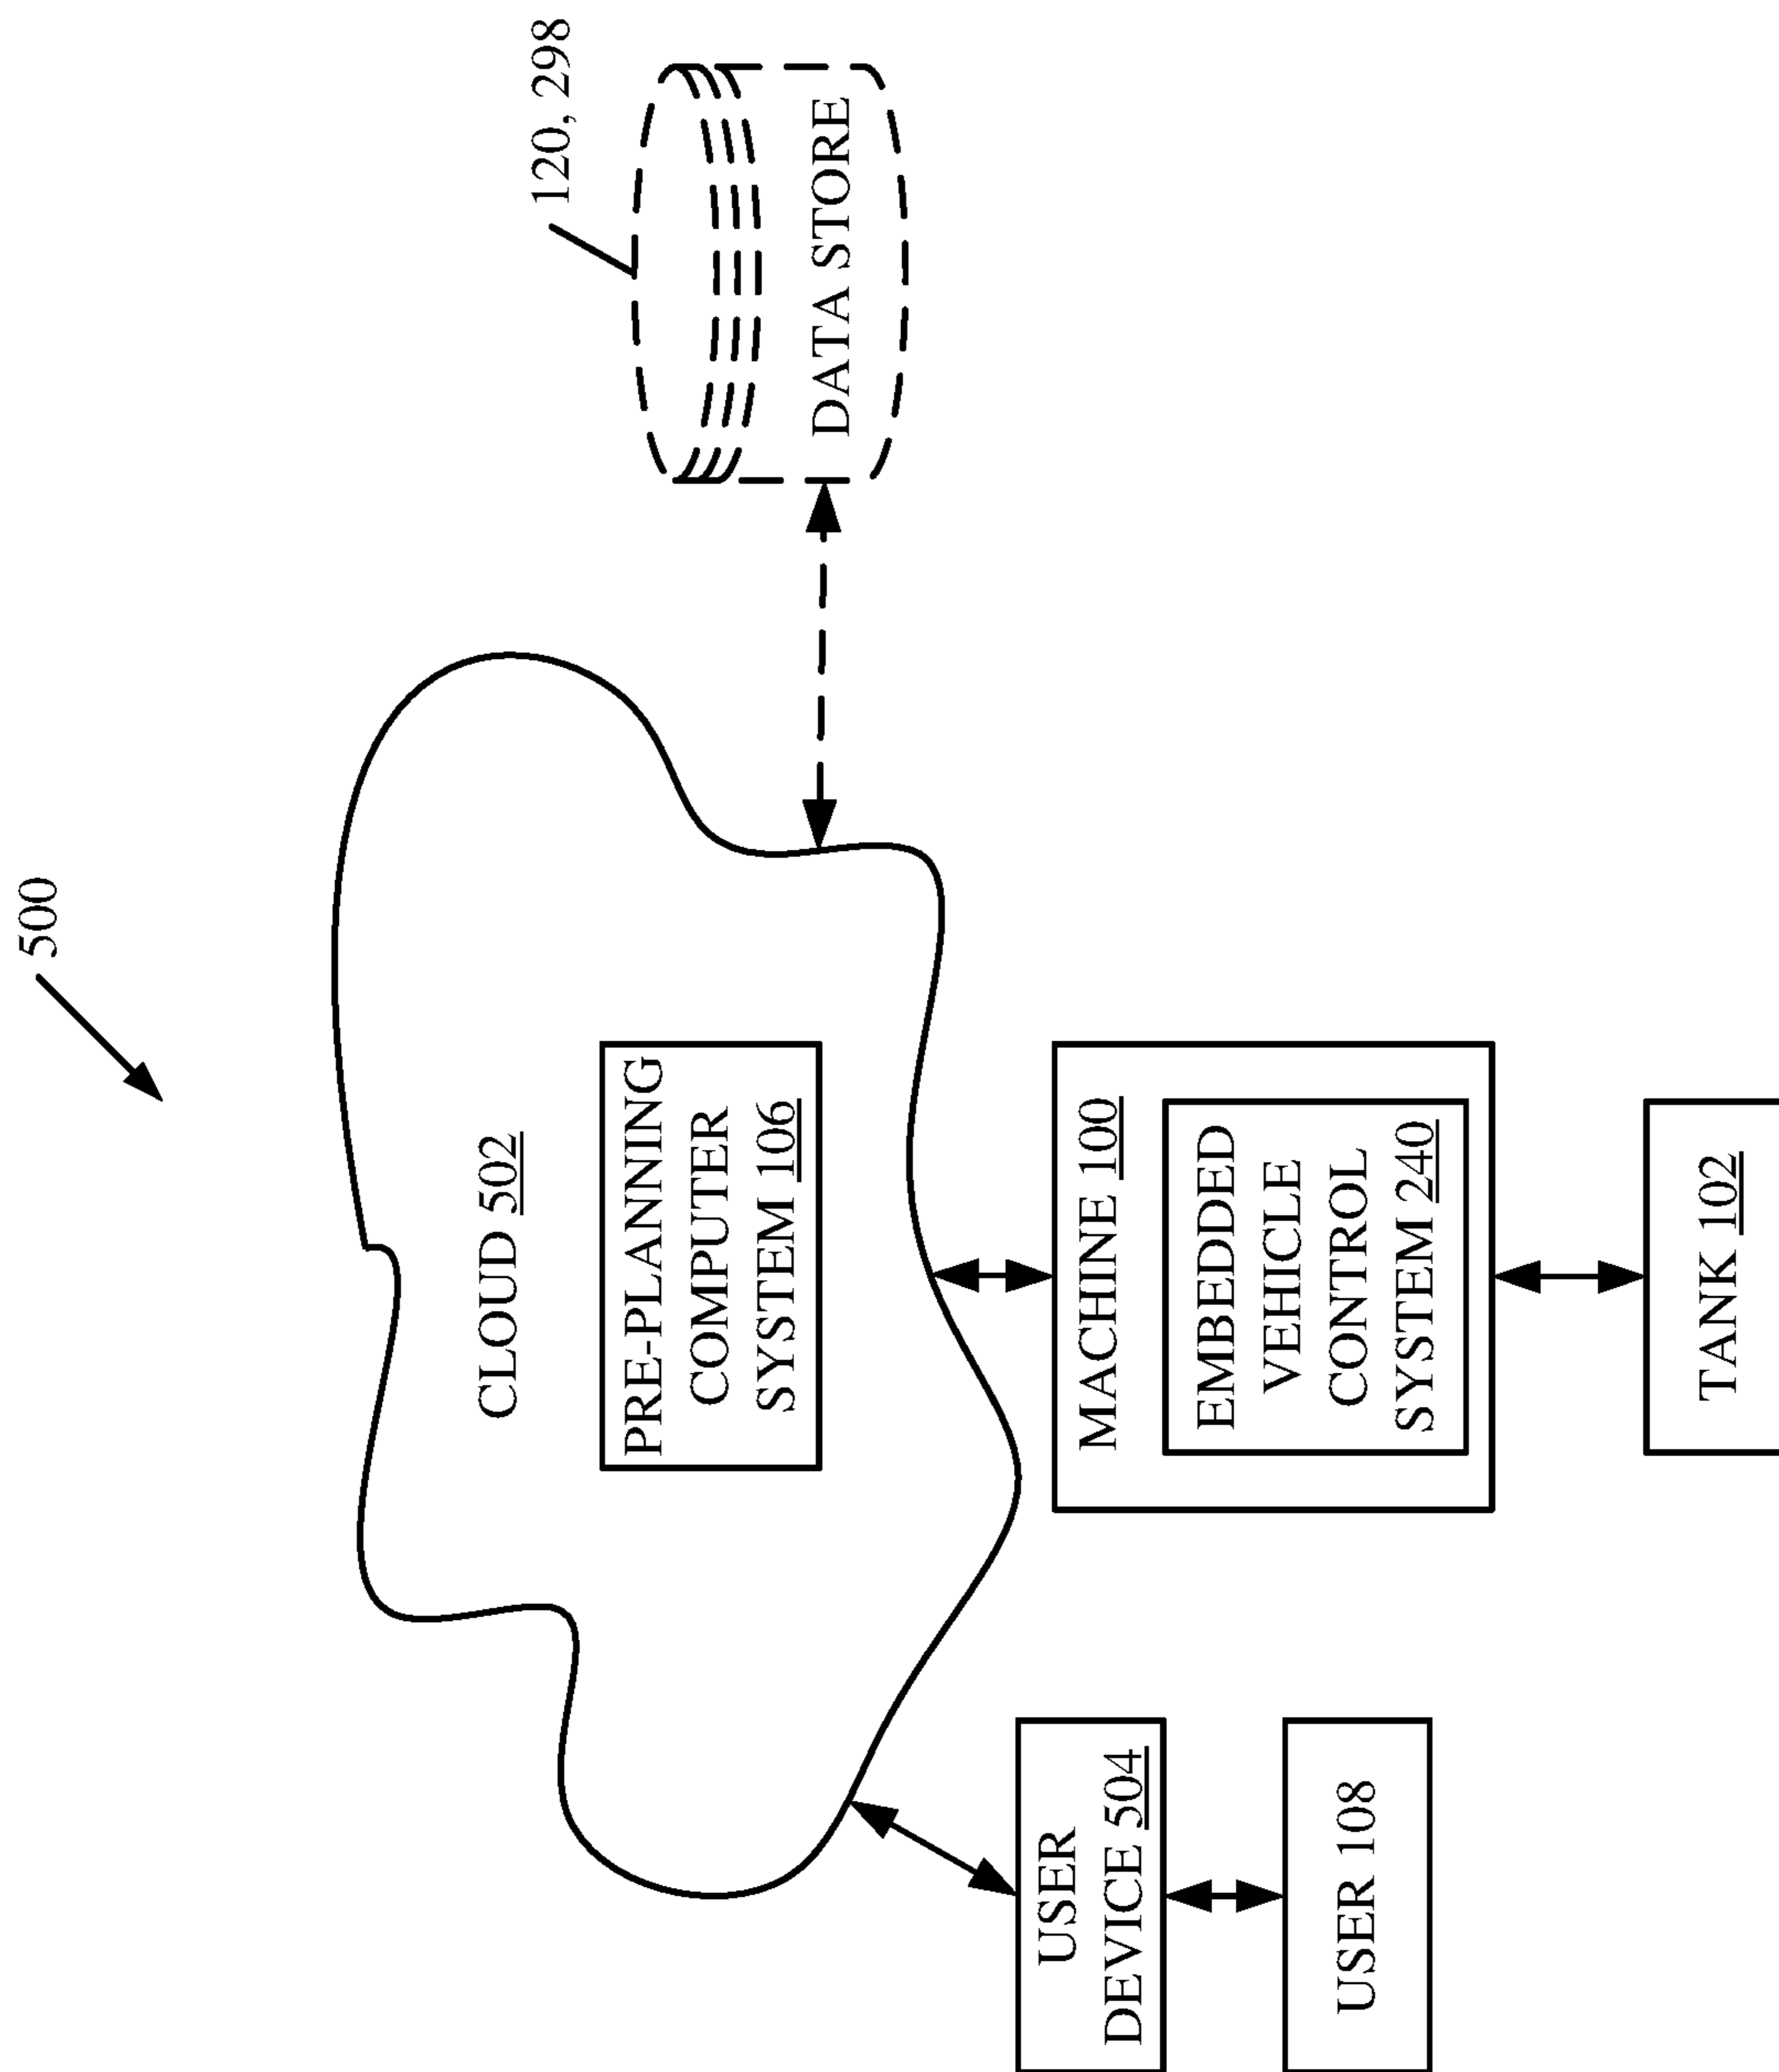 500
120, 298
CLOUD 502
PRE-PLANNING
COMPUTER
SYSTEM 106
DATA STORE
USER
DEVICE 504
MACHINE 100
EMBEDDED
VEHICLE
CONTROL
SYSTEM 240
USER 108
TANK 102